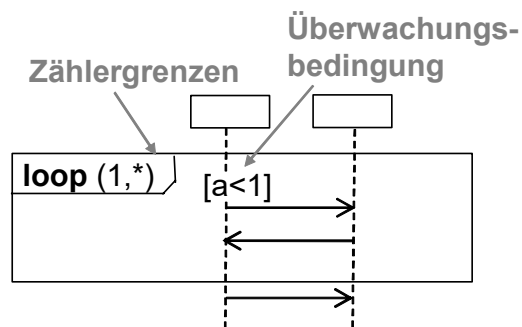 Überwachungs-
Zählergrenzen bedingung
loop (1,*) [a<1]